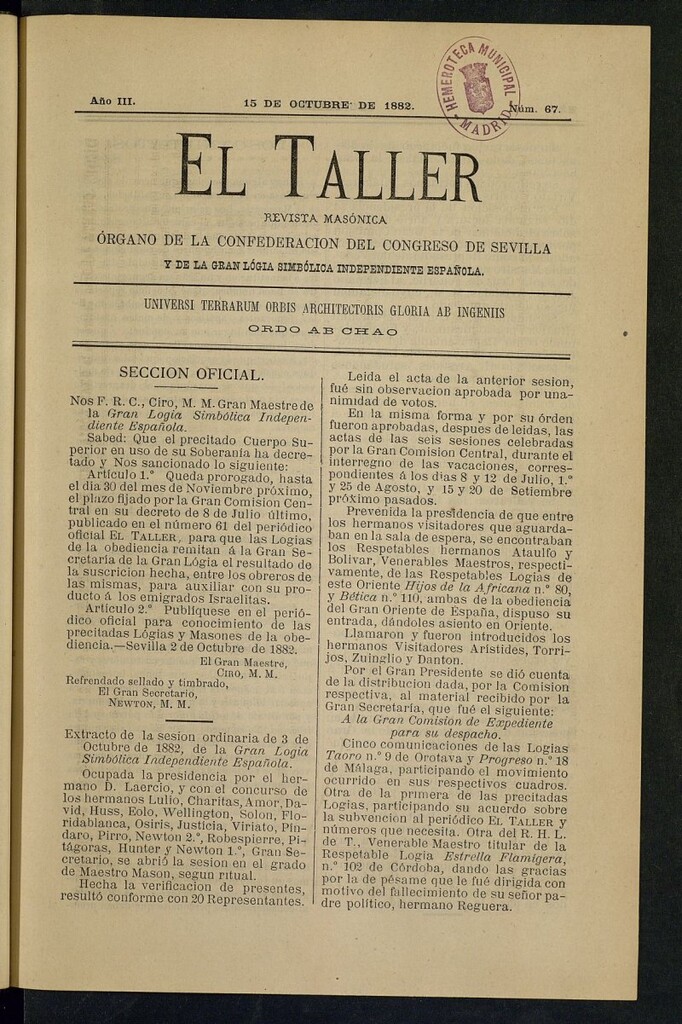 HEMEROTECA MUNICIPAL
MADRID
Año III.
15 DE OCTUBRE DE 1882.
Núm. 67.
EL TALLER
REVISTA MASÓNICA
ÓRGANO DE LA CONFEDERACION DEL CONGRESO DE SEVILLA
Y DE LA GRAN LÓGIA SIMBÓLICA INDEPENDIENTE ESPAÑOLA.
UNIVERSI TERRARUM ORBIS ARCHITECTORIS GLORIA AB INGENIIS
ORDO AB CHAO
SECCION OFICIAL.
Nos F. R. C., Ciro, M. M. Gran Maestre de
la Gran Logia Simbólica Indepen-
diente Española.
Sabed: Que el precitado Cuerpo Su-
perior en uso de su Soberanía ha decre-
tado y Nos sancionado lo siguiente:
Artículo 1.° Queda prorogado, hasta
el dia 30 del mes de Noviembre próximo,
el plazo fijado por la Gran Comision Cen-
tral en su decreto de 8 de Julio último,
publicado en el número 61 del periódico
oficial EL TALLER, para que las Logias
de la obediencia remitan á la Gran Se-
cretaría de la Gran Lógia el resultado de
la suscricion hecha, entre los obreros de
las mismas, para auxiliar con su pro-
ducto á los emigrados Israelitas.
Artículo 2.° Publíquese en el perió-
dico oficial para conocimiento de las
precitadas Lógias y Masones de la obe-
diencia.—Sevilla 2 de Octubre de 1882.
El Gran Maestre,
CIRO, M. M.
Refrendado sellado y timbrado,
El Gran Secretario,
NEWTON, M. M.
Extracto de la sesion ordinaria de 3 de
Octubre de 1882, de la Gran Logia
Simbólica Independiente Española.
Ocupada la presidencia por el her-
mano D. Laercio, y con el concurso de
los hermanos Lulio, Charitas, Amor, Da-
vid, Huss, Eolo, Wellington, Solon, Flo-
ridablanca, Osiris, Justicia, Viriato, Pin-
daro, Pirro, Newton 2.°, Robespierre, Pi-
tágoras, Hunter y Newton 1.°, Gran Se-
cretario, se abrió la sesion en el grado
de Maestro Mason, segun ritual.
Hecha la verificacion de presentes,
resultó conforme con 20 Representantes.
Leida el acta de la anterior sesion,
fué sin observacion aprobada por una-
nimidad de votos.
En la misma forma y por su órden
fueron aprobadas, despues de leidas, las
actas de las seis sesiones celebradas
por la Gran Comision Central, durante el
interregno de las vacaciones, corres-
pondientes á los dias 8 y 12 de Julio, 1.°
y 25 de Agosto, y 15 y 20 de Setiembre
próximo pasados.
Prevenida la presidencia de que entre
los hermanos visitadores que aguarda-
ban en la sala de espera, se encontraban
los Respetables hermanos Ataulfo y
Bolivar, Venerables Maestros, respecti-
vamente, de las Respetables Logias de
este Oriente Hijos de la Africana n.° 80,
y Bética n.° 110, ambas de la obediencia
del Gran Oriente de España, dispuso su
entrada, dándoles asiento en Oriente.
Llamaron y fueron introducidos los
hermanos Visitadores Arístides, Torri-
jos, Zuinglio y Danton.
Por el Gran Presidente se dió cuenta
de la distribucion dada, por la Comision
respectiva, al material recibido por la
Gran Secretaría, que fué el siguiente:
A la Gran Comision de Expediente
para su despacho.
Cinco comunicaciones de las Logias
Taoro n.° 9 de Orotava y Progreso n.° 18
de Málaga, participando el movimiento
ocurrido en sus respectivos cuadros.
Otra de la primera de las precitadas
Logias, participando su acuerdo sobre
la subvencion al periódico EL TALLER y
números que necesita. Otra del R. H. L.
de T., Venerable Maestro titular de la
Respetable Logia Estrella Flamígera,
n.° 102 de Córdoba, dando las gracias
por la de pésame que le fué dirigida con
motivo del fallecimiento de su señor pa-
dre político, hermano Reguera.